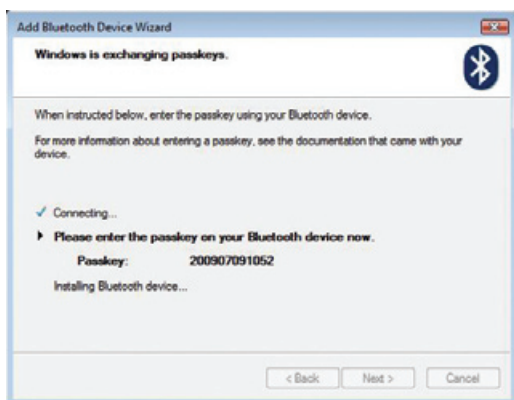 Add Bluetooth Device Wizard
Windows is exchanging passkeys.
When instructed below, enter the passkey using your Bluetooth device.
For more information about entering a passkey, see the documentation that came with your
device.
Connecting...
Please enter the passkey on your Bluetooth device now.
Passkey: 200907091052
Installing Bluetooth device...
< Back Next > Cancel